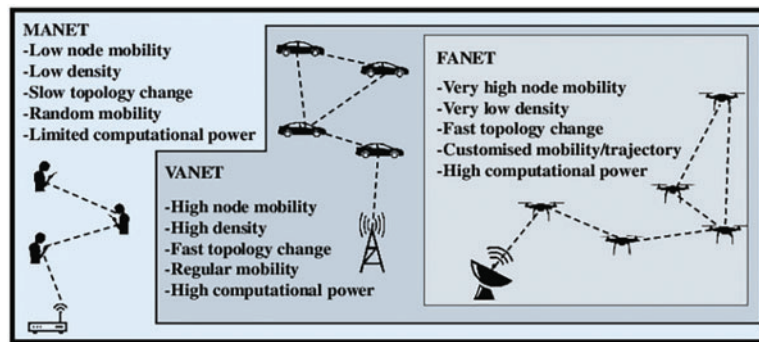 MANET
-Low node mobility
-Low density
-Slow topology change
-Random mobility
-Limited computational power
VANET
-High node mobility
-High density
-Fast topology change
-Regular mobility
-High computational power
FANET
-Very high node mobility
-Very low density
-Fast topology change
-Customised mobility/trajectory
-High computational power